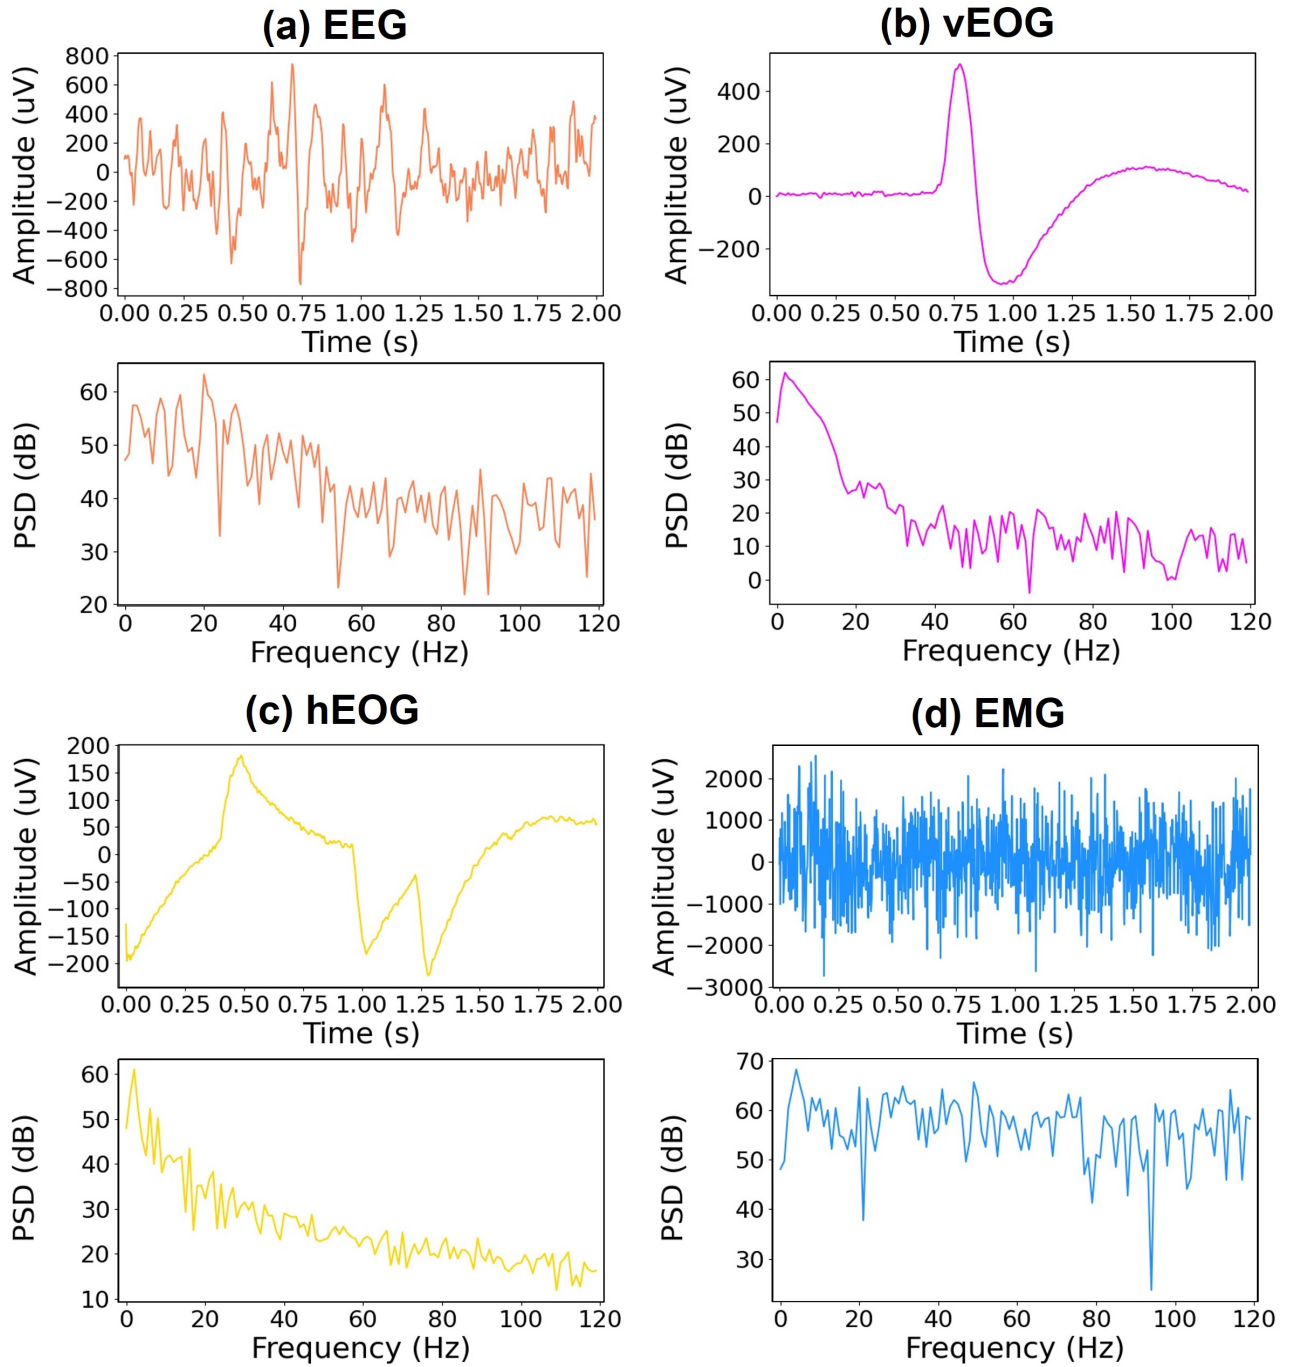 (a) EEG
Amplitude (uV)
800
600
400
200
0
−200
−400
−600
−800
0.00 0.25 0.50 0.75 1.00 1.25 1.50 1.75 2.00
Time (s)
PSD (dB)
60
50
40
30
20
0 20 40 60 80 100 120
Frequency (Hz)
(b) vEOG
Amplitude (uV)
400
200
0
−200
0.00 0.25 0.50 0.75 1.00 1.25 1.50 1.75 2.00
Time (s)
PSD (dB)
60
50
40
30
20
10
0
0 20 40 60 80 100 120
Frequency (Hz)
(c) hEOG
Amplitude (uV)
200
150
100
50
0
−50
−100
−150
−200
0.00 0.25 0.50 0.75 1.00 1.25 1.50 1.75 2.00
Time (s)
PSD (dB)
60
50
40
30
20
10
0 20 40 60 80 100 120
Frequency (Hz)
(d) EMG
Amplitude (uV)
2000
1000
0
−1000
−2000
−3000
0.00 0.25 0.50 0.75 1.00 1.25 1.50 1.75 2.00
Time (s)
PSD (dB)
70
60
50
40
30
0 20 40 60 80 100 120
Frequency (Hz)